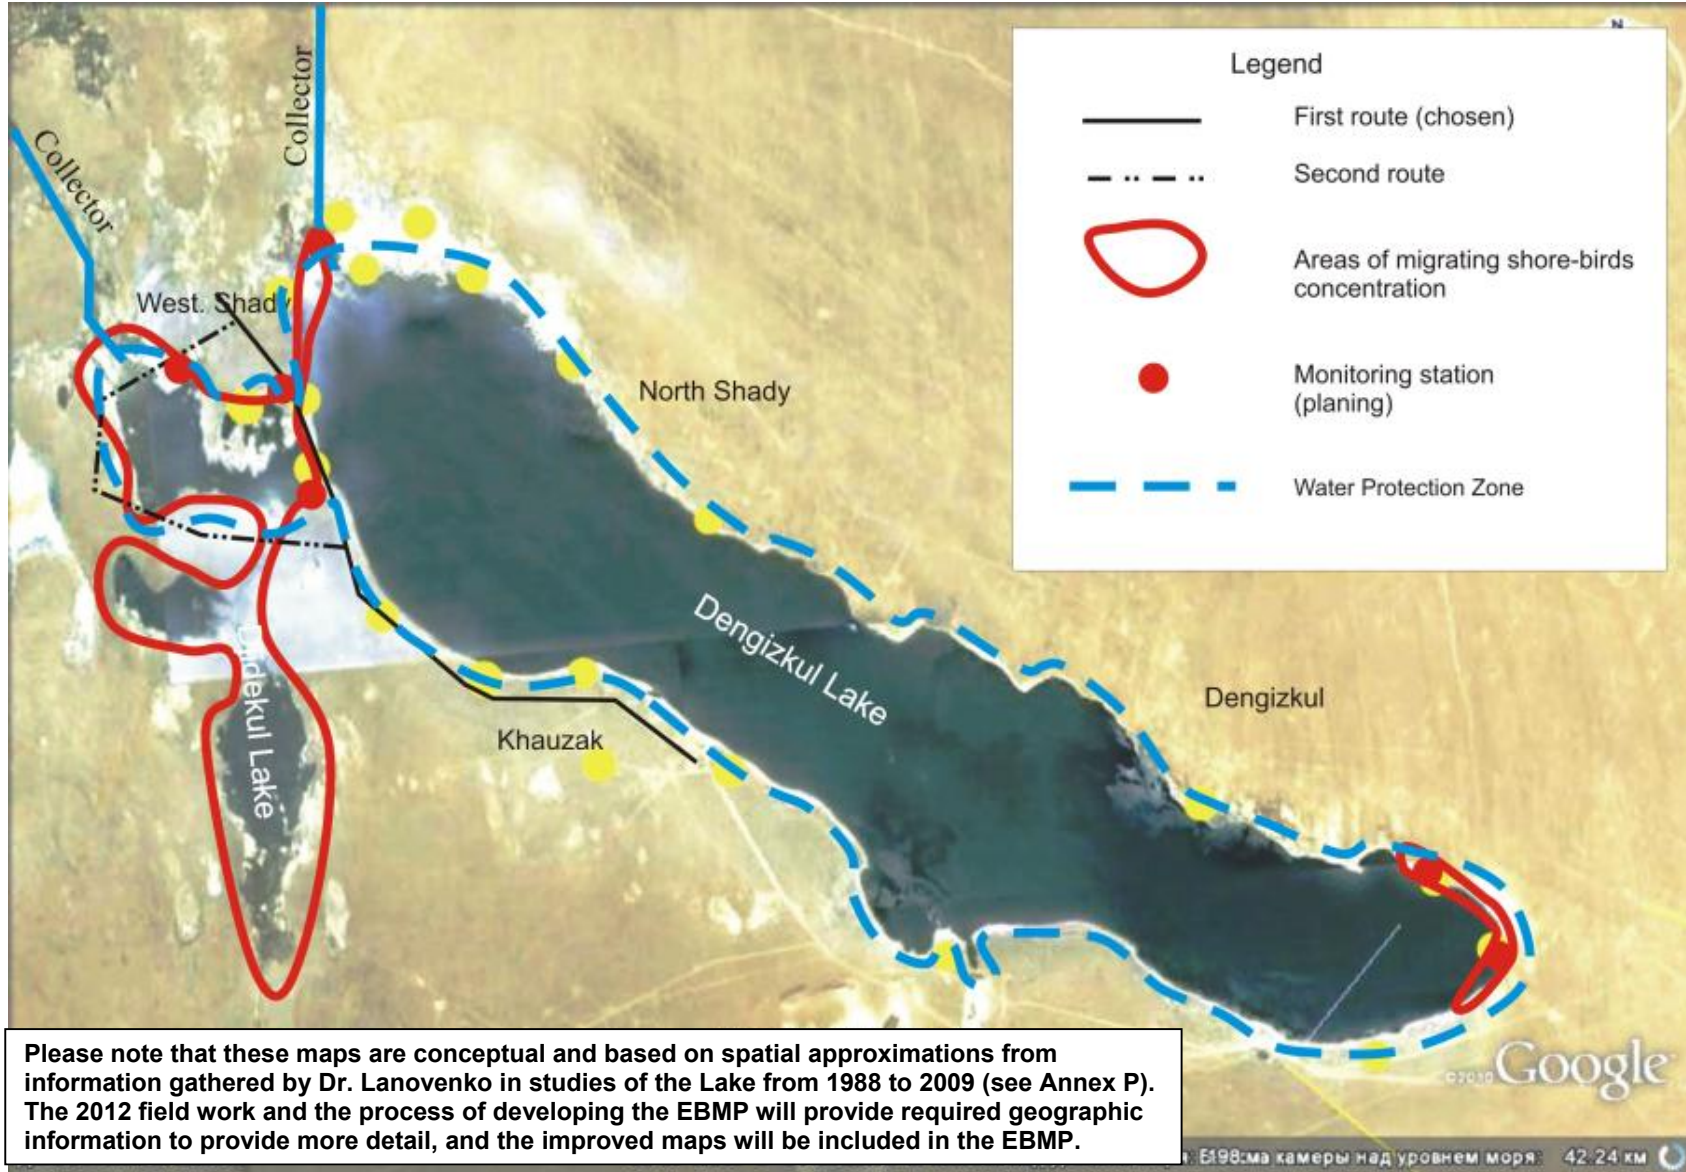 N
Legend
First route (chosen)
Second route
Areas of migrating shore-birds
concentration
Monitoring station
(planing)
Water Protection Zone
Collector
Collector
West. Shady
North Shady
Dengizkul Lake
Dengizkul
Khauzak
dekul Lake
Please note that these maps are conceptual and based on spatial approximations from
information gathered by Dr. Lanovenko in studies of the Lake from 1988 to 2009 (see Annex P).
The 2012 field work and the process of developing the EBMP will provide required geographic
information to provide more detail, and the improved maps will be included in the EBMP.
©2010 Google
камеры над уровнем моря: 42.24 км